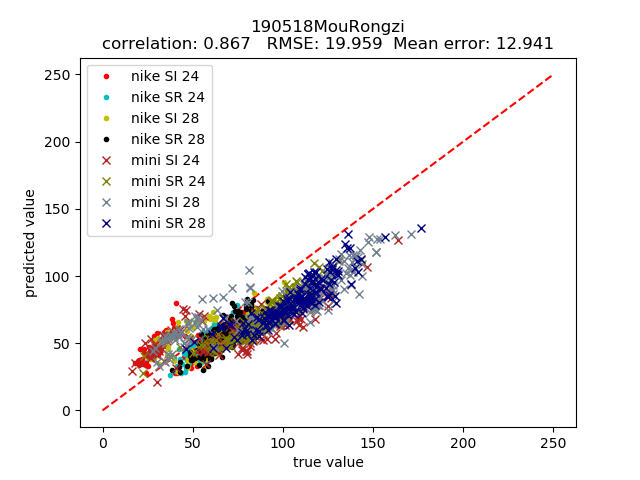 190518MouRongzi
correlation: 0.867 RMSE: 19.959 Mean error: 12.941
250
200
150
100
50
0
predicted value
nike SI 24
nike SR 24
nike SI 28
nike SR 28
mini SI 24
mini SR 24
mini SI 28
mini SR 28
0 50 100 150 200 250
true value